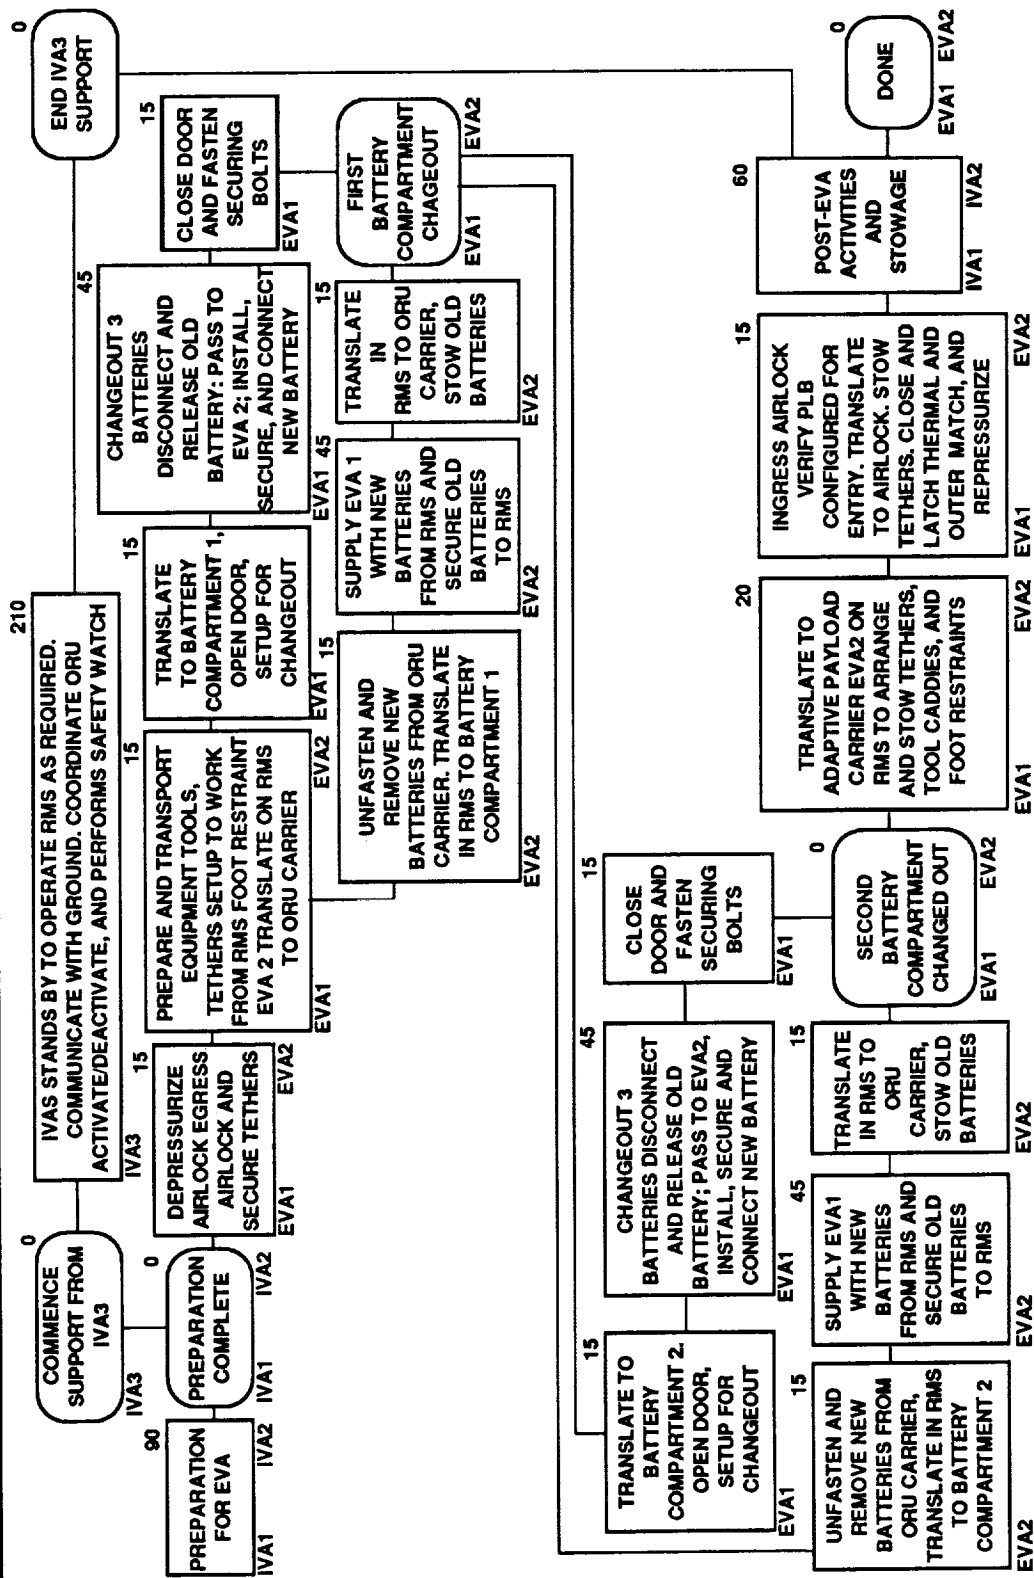 0
COMMENCE
SUPPORT FROM
IVA3
IVA3
210
IVAS STANDS BY TO OPERATE RMS AS REQUIRED.
COMMUNICATE WITH GROUND. COORDINATE ORU
ACTIVATE/DEACTIVATE, AND PERFORMS SAFETY WATCH
IVA3
0
END IVA3
SUPPORT
90
PREPARATION
FOR EVA
IVA1 IVA2
0
PREPARATION
COMPLETE
IVA1 IVA2
15
DEPRESSURIZE
AIRLOCK EGRESS
AIRLOCK AND
SECURE TETHERS
EVA1 EVA2
15
PREPARE AND TRANSPORT
EQUIPMENT TOOLS,
TETHERS SETUP TO WORK
FROM RMS FOOT RESTRAINT
EVA 2 TRANSLATE ON RMS
TO ORU CARRIER
EVA1 EVA2
15
TRANSLATE
TO BATTERY
COMPARTMENT 1,
OPEN DOOR,
SETUP FOR
CHANGEOUT
EVA1
45
CHANGEOUT 3
BATTERIES
DISCONNECT AND
RELEASE OLD
BATTERY: PASS TO
EVA 2; INSTALL,
SECURE, AND CONNECT
NEW BATTERY
EVA1
15
CLOSE DOOR
AND FASTEN
SECURING
BOLTS
EVA1
15
UNFASTEN AND
REMOVE NEW
BATTERIES FROM ORU
CARRIER. TRANSLATE
IN RMS TO BATTERY
COMPARTMENT 1
EVA2
45
SUPPLY EVA 1
WITH NEW
BATTERIES
FROM RMS AND
SECURE OLD
BATTERIES
TO RMS
EVA2
15
TRANSLATE
IN
RMS TO ORU
CARRIER,
STOW OLD
BATTERIES
EVA2
FIRST
BATTERY
COMPARTMENT
CHAGEOUT
EVA1 EVA2
15
TRANSLATE TO
BATTERY
COMPARTMENT 2.
OPEN DOOR,
SETUP FOR
CHANGEOUT
EVA1
45
CHANGEOUT 3
BATTERIES DISCONNECT
AND RELEASE OLD
BATTERY; PASS TO EVA2,
INSTALL, SECURE AND
CONNECT NEW BATTERY
EVA1
15
CLOSE
DOOR AND
FASTEN
SECURING
BOLTS
EVA1
15
UNFASTEN AND
REMOVE NEW
BATTERIES FROM
ORU CARRIER,
TRANSLATE IN RMS
TO BATTERY
COMPARTMENT 2
EVA2
45
SUPPLY EVA1
WITH NEW
BATTERIES
FROM RMS AND
SECURE OLD
BATTERIES
TO RMS
EVA2
15
TRANSLATE
IN RMS TO
ORU
CARRIER,
STOW OLD
BATTERIES
EVA2
0
SECOND
BATTERY
COMPARTMENT
CHANGED OUT
EVA1 EVA2
20
TRANSLATE TO
ADAPTIVE PAYLOAD
CARRIER EVA2 ON
RMS TO ARRANGE
AND STOW TETHERS,
TOOL CADDIES, AND
FOOT RESTRAINTS
EVA1 EVA2
15
INGRESS AIRLOCK
VERIFY PLB
CONFIGURED FOR
ENTRY. TRANSLATE
TO AIRLOCK. STOW
TETHERS. CLOSE AND
LATCH THERMAL AND
OUTER MATCH, AND
REPRESSURIZE
EVA1 EVA2
60
POST-EVA
ACTIVITIES
AND
STOWAGE
IVA1 IVA2
0
DONE
EVA1 EVA2